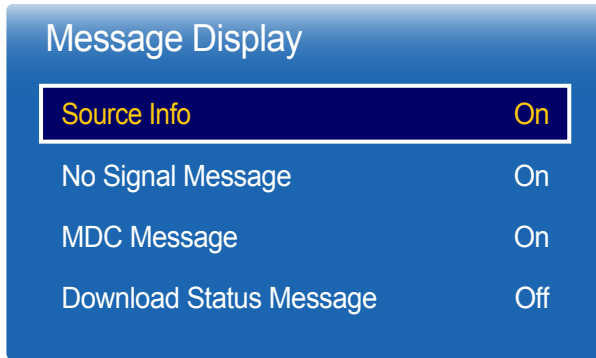 Message Display
Source Info On
No Signal Message On
MDC Message On
Download Status Message Off